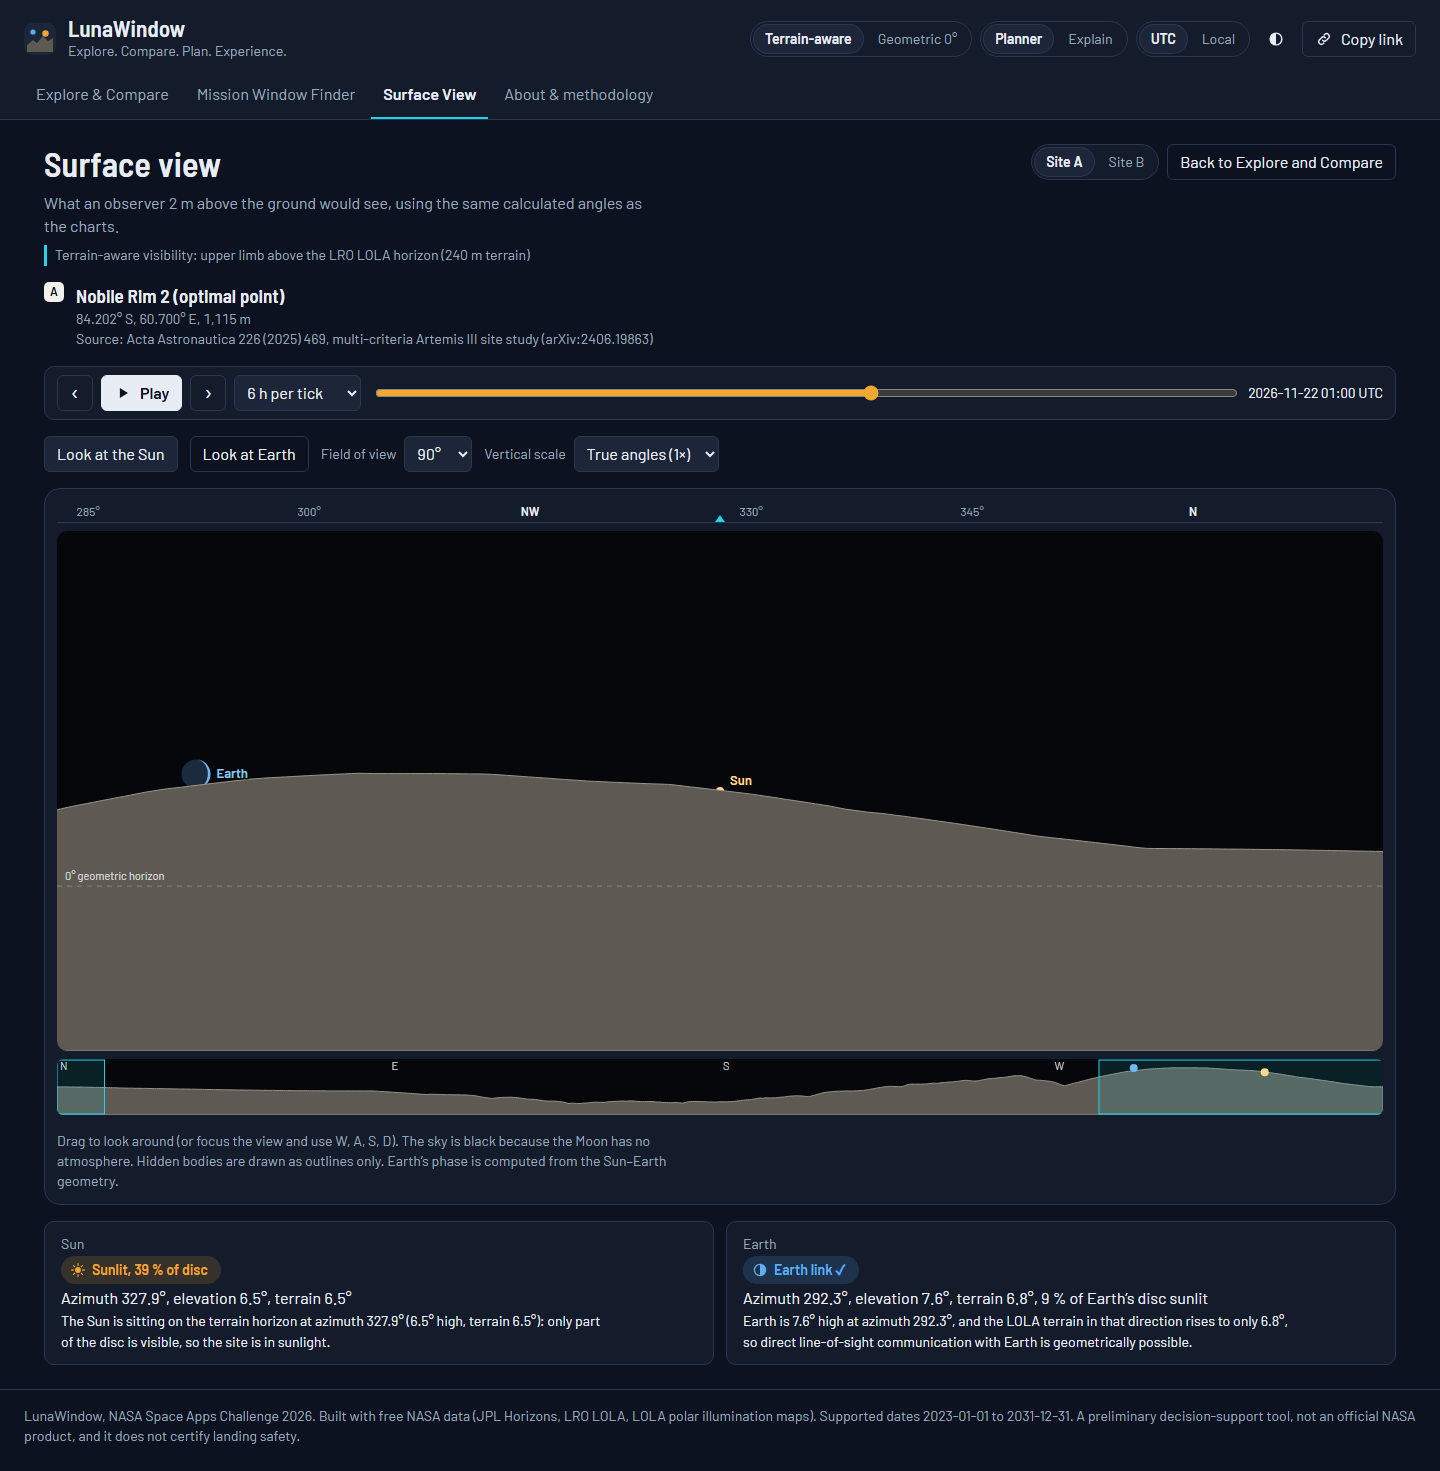 LunaWindow
Explore. Compare. Plan. Experience.
Terrain-aware Geometric 0°
Planner Explain
UTC Local
Copy link
Explore & Compare Mission Window Finder Surface View About & methodology
Surface view
Site A Site B Back to Explore and Compare
What an observer 2 m above the ground would see, using the same calculated angles as
the charts.
Terrain-aware visibility: upper limb above the LRO LOLA horizon (240 m terrain)
A Nobile Rim 2 (optimal point)
84.202° S, 60.700° E, 1,115 m
Source: Acta Astronautica 226 (2025) 469, multi-criteria Artemis III site study (arXiv:2406.19863)
‹ Play › 6 h per tick 2026-11-22 01:00 UTC
Look at the Sun Look at Earth Field of view 90° Vertical scale True angles (1×)
285° 300° NW 330° 345° N
Earth
Sun
0° geometric horizon
N E S W
Drag to look around (or focus the view and use W, A, S, D). The sky is black because the Moon has no
atmosphere. Hidden bodies are drawn as outlines only. Earth's phase is computed from the Sun–Earth
geometry.
Sun
Sunlit, 39 % of disc
Azimuth 327.9°, elevation 6.5°, terrain 6.5°
The Sun is sitting on the terrain horizon at azimuth 327.9° (6.5° high, terrain 6.5°): only part
of the disc is visible, so the site is in sunlight.
Earth
Earth link ✓
Azimuth 292.3°, elevation 7.6°, terrain 6.8°, 9 % of Earth's disc sunlit
Earth is 7.6° high at azimuth 292.3°, and the LOLA terrain in that direction rises to only 6.8°,
so direct line-of-sight communication with Earth is geometrically possible.
LunaWindow, NASA Space Apps Challenge 2026. Built with free NASA data (JPL Horizons, LRO LOLA, LOLA polar illumination maps). Supported dates 2023-01-01 to 2031-12-31. A preliminary decision-support tool, not an official NASA
product, and it does not certify landing safety.